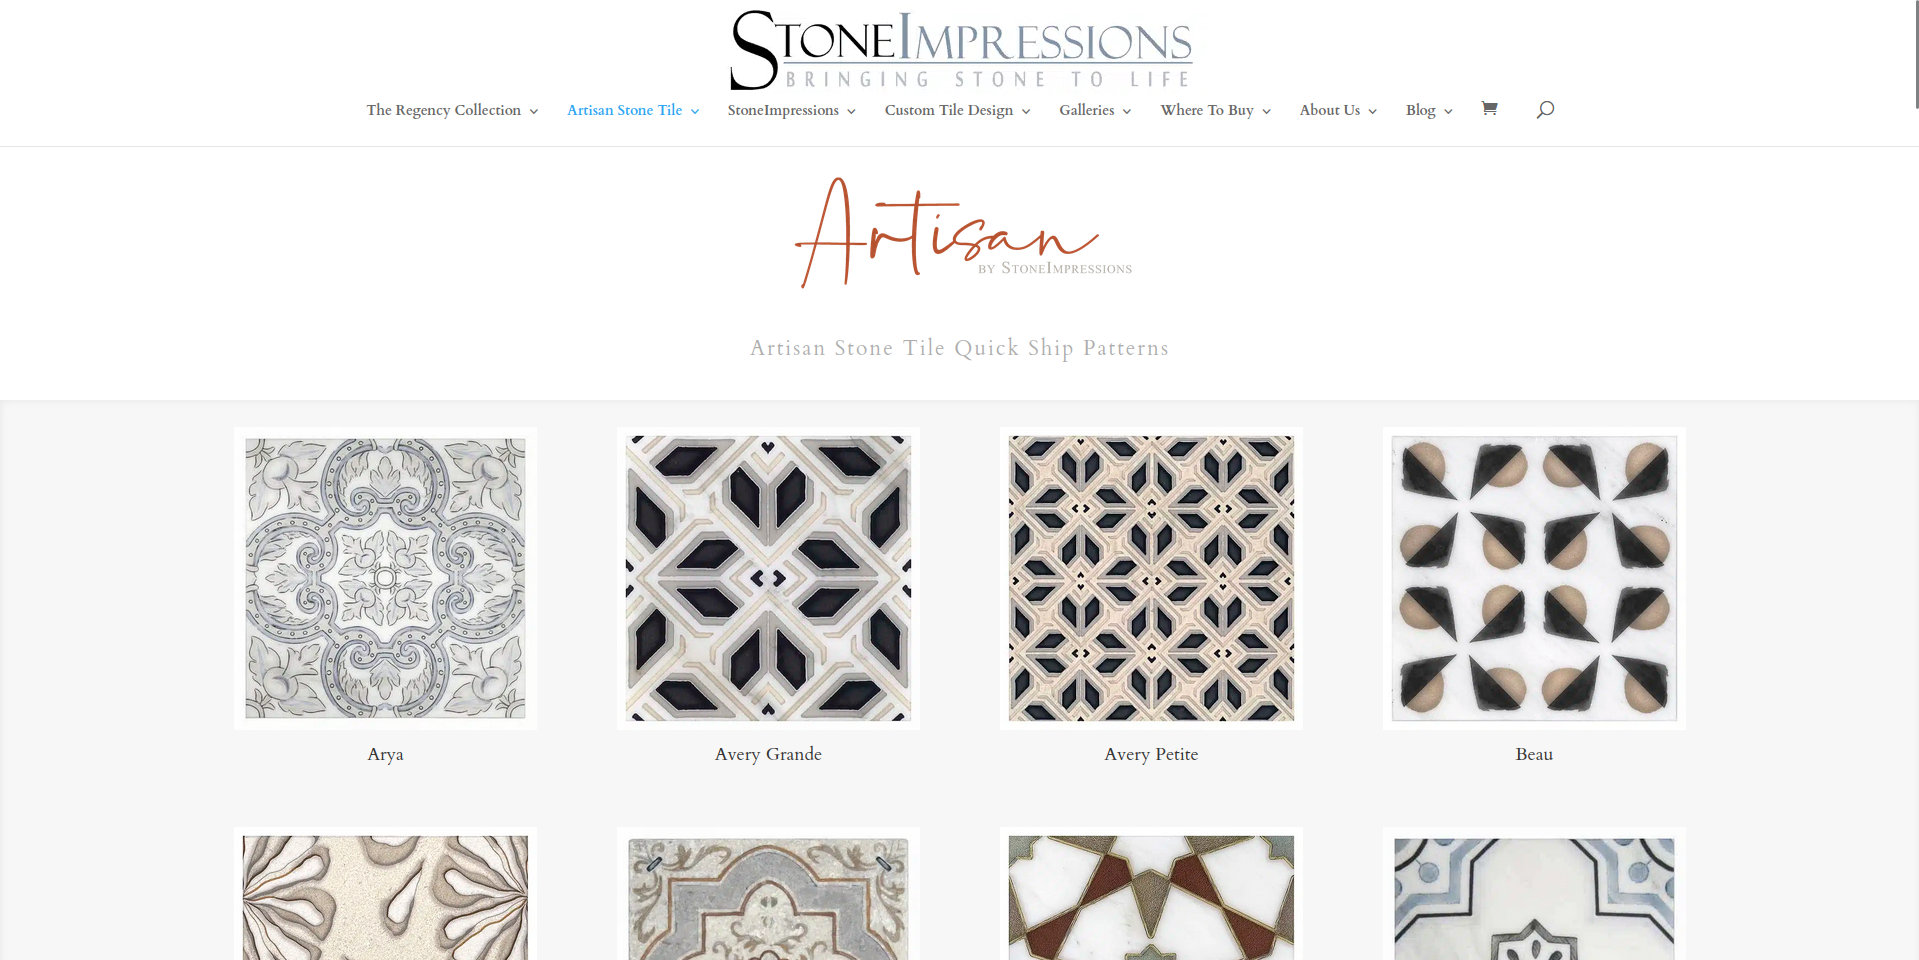 STONEIMPRESSIONS
BRINGING STONE TO LIFE
The Regency Collection Artisan Stone Tile StoneImpressions Custom Tile Design Galleries Where To Buy About Us Blog
Artisan
BY STONEIMPRESSIONS
Artisan Stone Tile Quick Ship Patterns
Arya Avery Grande Avery Petite Beau